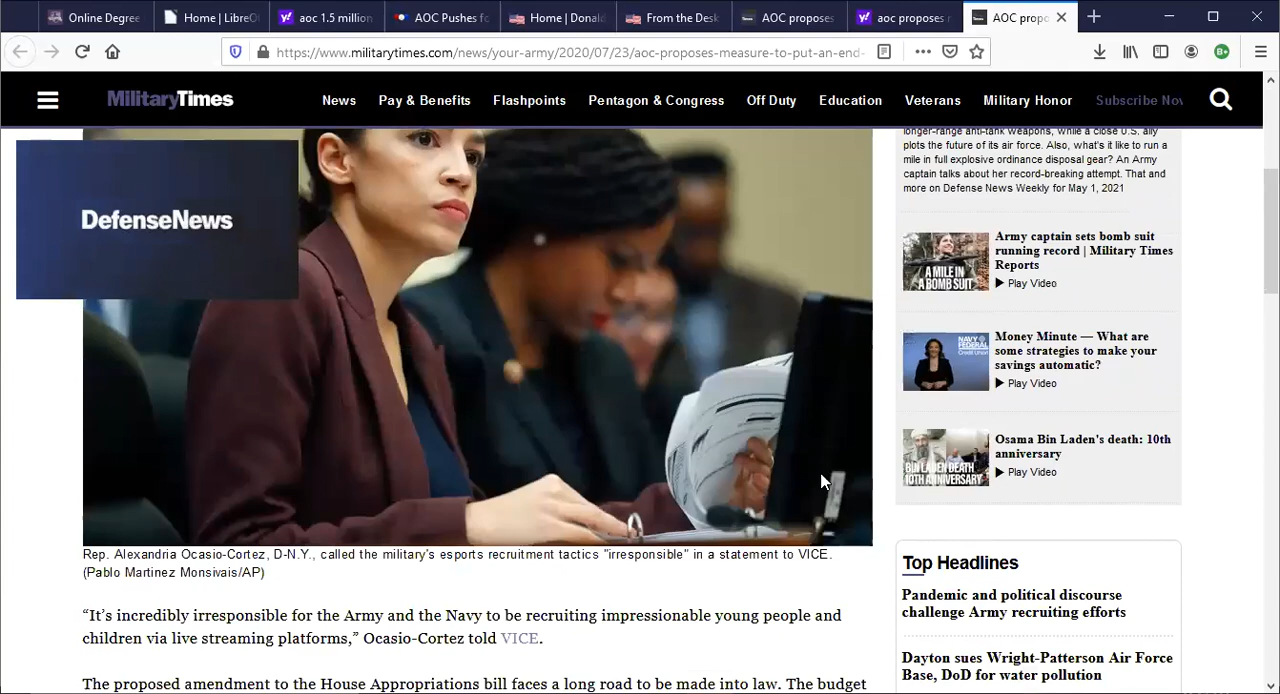 Online Degree
Home | LibreO
aoc 1.5 million
AOC Pushes fo
Home | Donald
From the Desk
AOC proposes
aoc proposes m
AOC propo
https://www.militarytimes.com/news/your-army/2020/07/23/aoc-proposes-measure-to-put-an-end-
MilitaryTimes
News
Pay & Benefits
Flashpoints
Pentagon & Congress
Off Duty
Education
Veterans
Military Honor
Subscribe Nov
DefenseNews
longer-range anti-tank weapons, while a close U.S. ally
plots the future of its air force. Also, what's it like to run a
mile in full explosive ordinance disposal gear? An Army
captain talks about her record-breaking attempt. That and
more on Defense News Weekly for May 1, 2021
A MILE IN
A BOMB SUIT
Army captain sets bomb suit
running record | Military Times
Reports
Play Video
NAVY
FEDERAL
Credit Union
Money Minute — What are
some strategies to make your
savings automatic?
Play Video
BIN LADEN DEATH
10TH ANNIVERSARY
Osama Bin Laden's death: 10th
anniversary
Play Video
Rep. Alexandria Ocasio-Cortez, D-N.Y., called the military's esports recruitment tactics "irresponsible" in a statement to VICE.
(Pablo Martinez Monsivais/AP)
“It’s incredibly irresponsible for the Army and the Navy to be recruiting impressionable young people and
children via live streaming platforms,” Ocasio-Cortez told VICE.
The proposed amendment to the House Appropriations bill faces a long road to be made into law. The budget
Top Headlines
Pandemic and political discourse
challenge Army recruiting efforts
Dayton sues Wright-Patterson Air Force
Base, DoD for water pollution